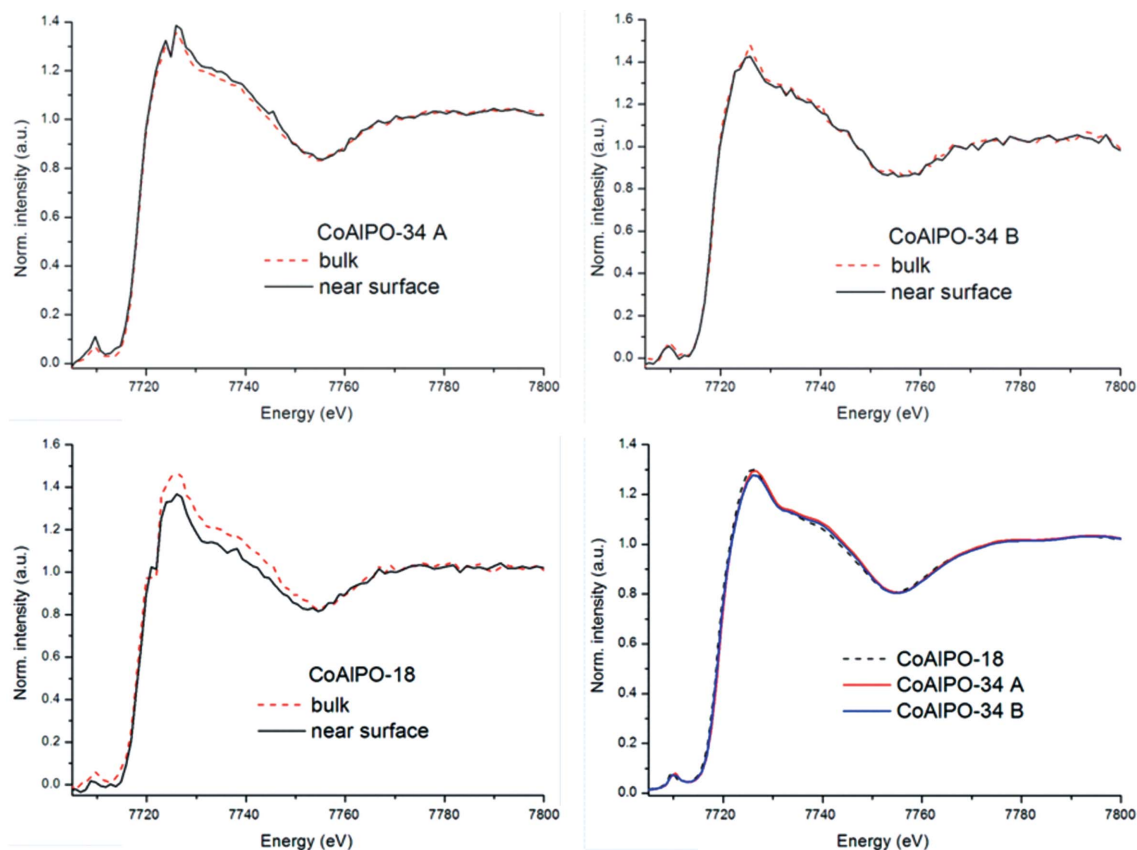 Norm. intensity (a.u.)
1.4
1.2
1.0
0.8
0.6
0.4
0.2
0.0
CoAlPO-34 A
bulk
near surface
7720 7740 7760 7780 7800
Energy (eV)
Norm. intensity (a.u.)
1.6
1.4
1.2
1.0
0.8
0.6
0.4
0.2
0.0
CoAlPO-34 B
bulk
near surface
7720 7740 7760 7780 7800
Energy (eV)
Norm. intensity (a.u.)
1.6
1.4
1.2
1.0
0.8
0.6
0.4
0.2
0.0
CoAlPO-18
bulk
near surface
7720 7740 7760 7780 7800
Energy (eV)
Norm. intensity (a.u.)
1.4
1.2
1.0
0.8
0.6
0.4
0.2
0.0
CoAlPO-18
CoAlPO-34 A
CoAlPO-34 B
7720 7740 7760 7780 7800
Energy (eV)